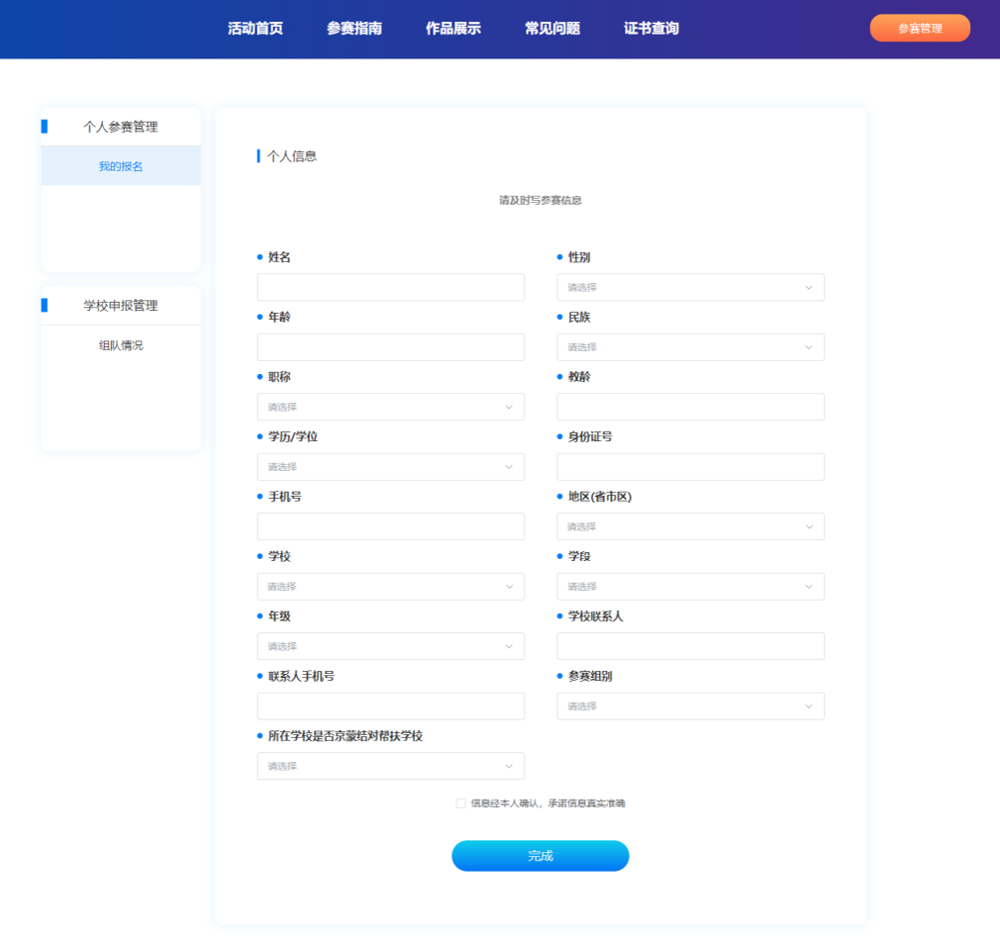 活动首页 参赛指南 作品展示 常见问题 证书查询 参赛管理
个人参赛管理
我的报名
学校申报管理
组队情况
个人信息
请及时写参赛信息
姓名 性别
请选择
年龄 民族
请选择
职称 教龄
请选择
学历/学位 身份证号
请选择
手机号 地区(省市区)
请选择
学校 学段
请选择 请选择
年级 学校联系人
请选择
联系人手机号 参赛组别
请选择
所在学校是否京蒙结对帮扶学校
请选择
信息经本人确认，承诺信息真实准确
完成